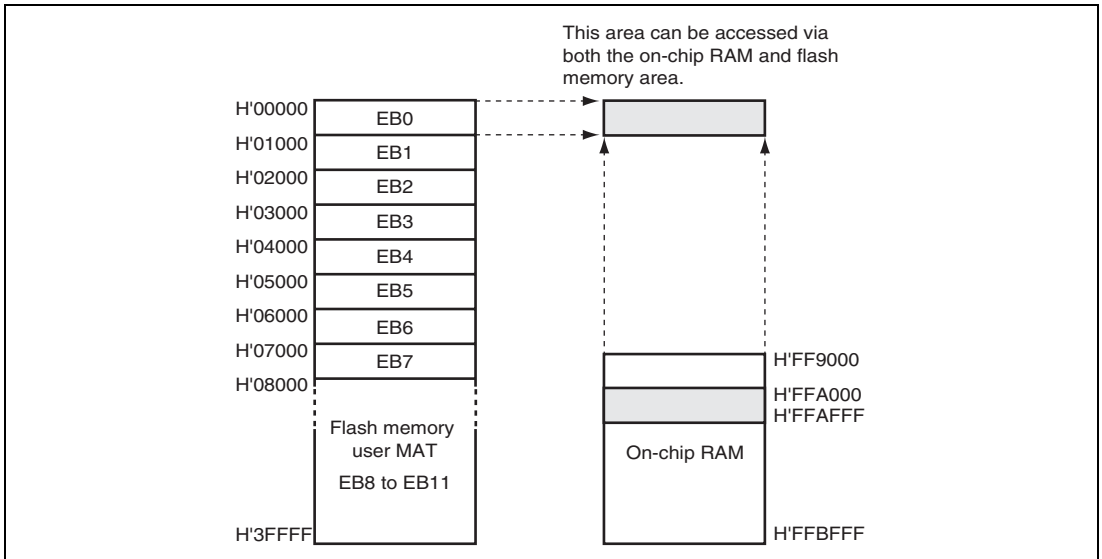 This area can be accessed via
both the on-chip RAM and flash
memory area.
H'00000
EB0
H'01000
EB1
H'02000
EB2
H'03000
EB3
H'04000
EB4
H'05000
EB5
H'06000
EB6
H'07000
EB7
H'08000
Flash memory
user MAT
EB8 to EB11
H'3FFFF
H'FF9000
H'FFA000
H'FFAFFF
On-chip RAM
H'FFBFFF